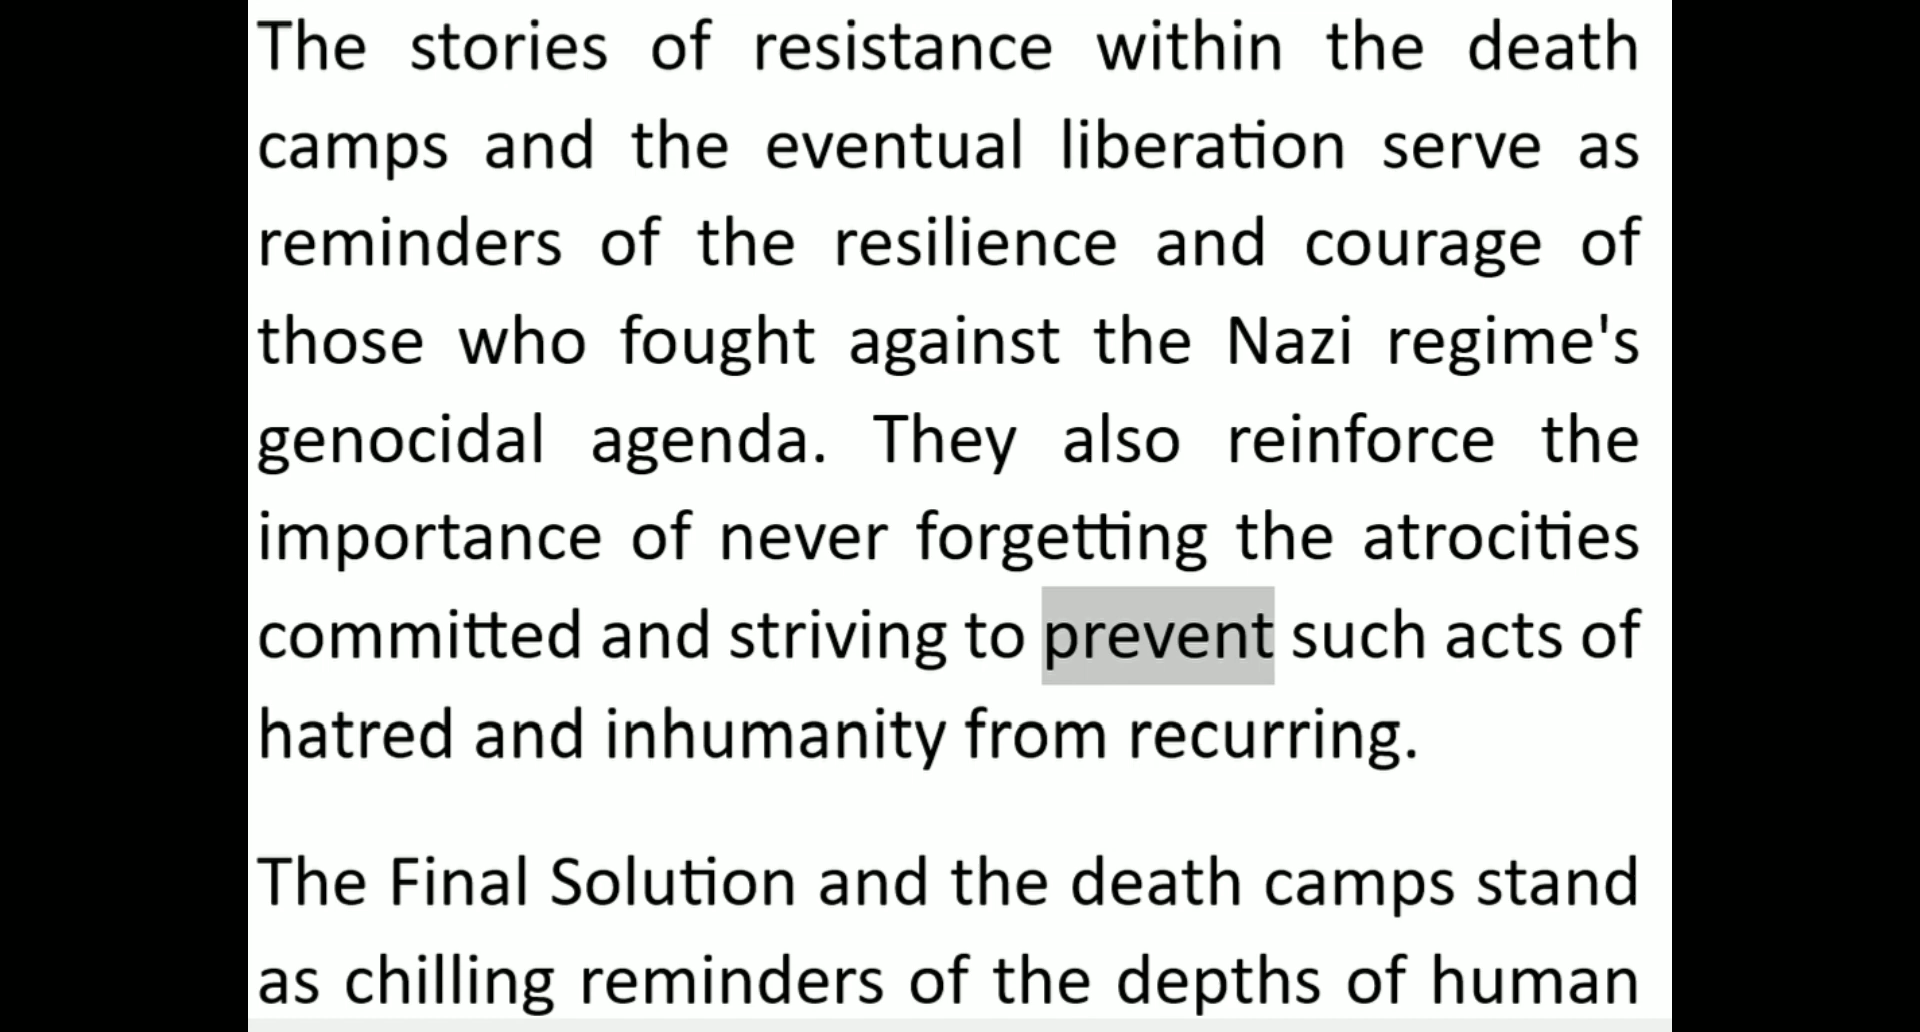 The stories of resistance within the death
camps and the eventual liberation serve as
reminders of the resilience and courage of
those who fought against the Nazi regime's
genocidal agenda. They also reinforce the
importance of never forgetting the atrocities
committed and striving to prevent such acts of
hatred and inhumanity from recurring.
The Final Solution and the death camps stand
as chilling reminders of the depths of human